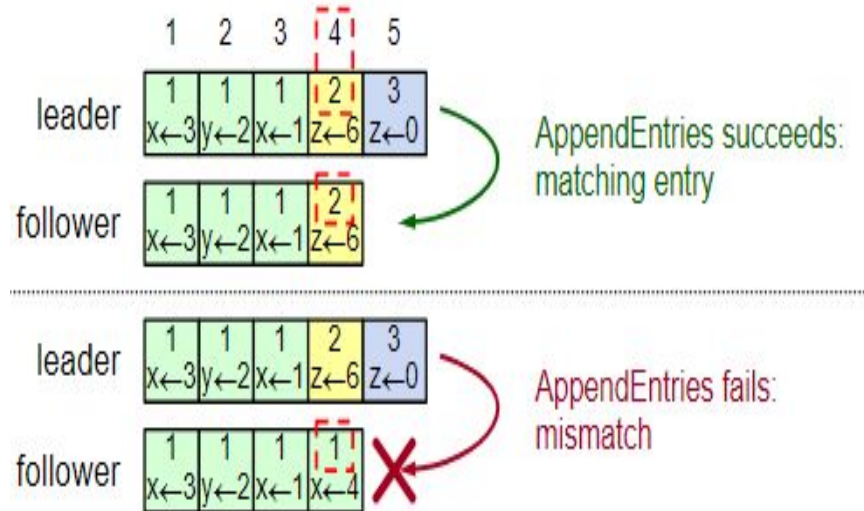 1 2 3 4 5
leader
1 1 1 2 3
x←3 y←2 x←1 z←6 z←0
AppendEntries succeeds:
matching entry
follower
1 1 1 2
x←3 y←2 x←1 z←6
leader
1 1 1 2 3
x←3 y←2 x←1 z←6 z←0
AppendEntries fails:
mismatch
follower
1 1 1 1
x←3 y←2 x←1 x←4